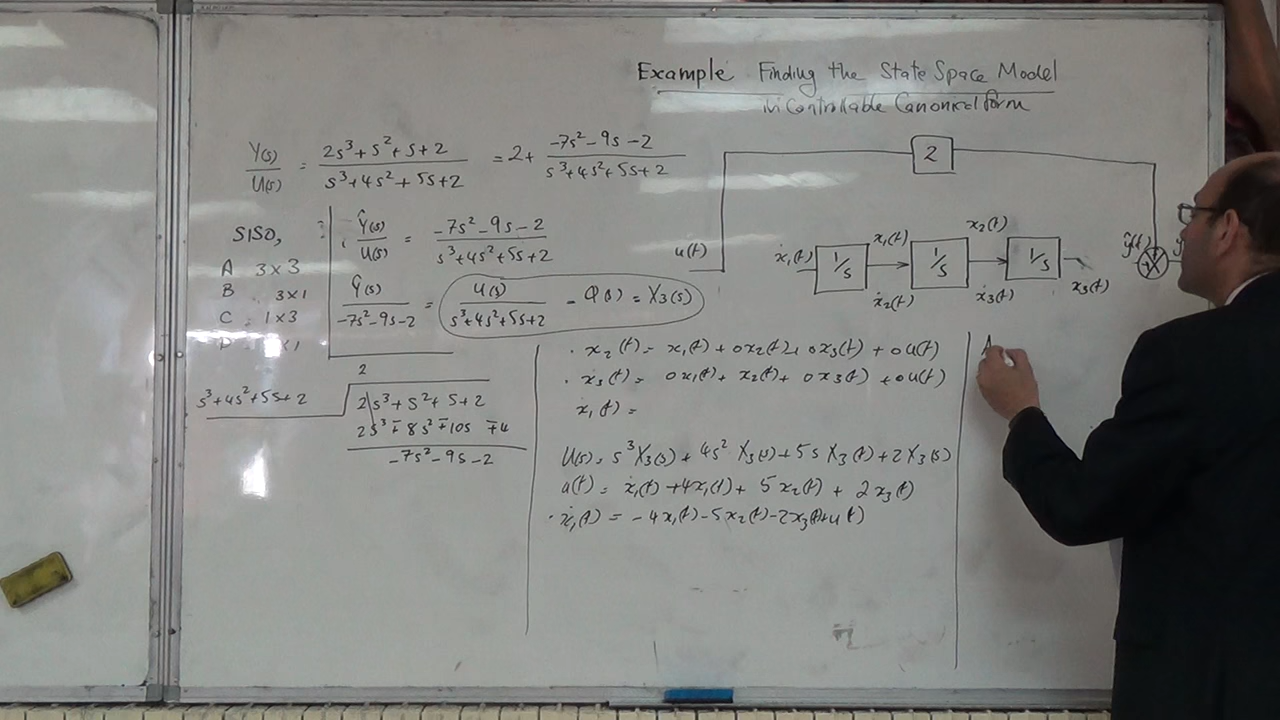 Example Finding the State Space Model
in Controllable Canonical form
Y(s)/U(s) = (2s³+s²+s+2)/(s³+4s²+5s+2) = 2 + (-7s²-9s-2)/(s³+4s²+5s+2)
SISO,
A 3×3
B 3×1
C 1×3
Ŷ(s)/U(s) = (-7s²-9s-2)/(s³+4s²+5s+2)
Ŷ(s)/(-7s²-9s-2) = U(s)/(s³+4s²+5s+2) = Q(s) = X₃(s)
2
s³+4s²+5s+2
2s³+s²+s+2
2s³ ∓ 8s² ∓ 10s ∓ 4
-7s²-9s-2
2
u(t)
ẋ₁(t)
1/s
x₁(t)
ẋ₂(t)
1/s
x₂(t)
ẋ₃(t)
1/s
x₃(t)
ŷ(t)
+
· ẋ₂(t) = x₁(t) + 0x₂(t) + 0x₃(t) + 0u(t)
· ẋ₃(t) = 0x₁(t) + x₂(t) + 0x₃(t) + 0u(t)
ẋ₁(t) =
U(s) = s³X₃(s) + 4s²X₃(s) + 5sX₃(t) + 2X₃(s)
u(t) = ẋ₁(t) + 4x₁(t) + 5x₂(t) + 2x₃(t)
· ẋ₁(t) = -4x₁(t) - 5x₂(t) - 2x₃(t) + u(t)
A